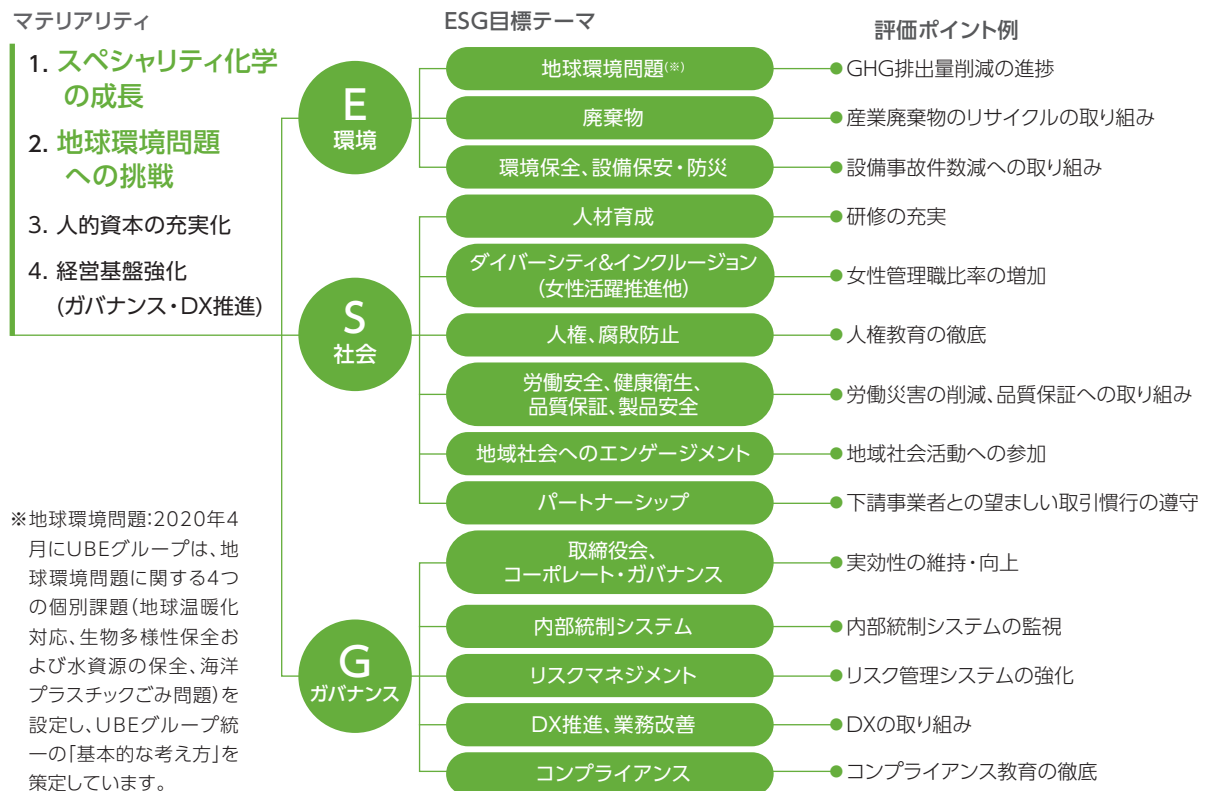 マテリアリティ
1. スペシャリティ化学
の成長
2. 地球環境問題
への挑戦
3. 人的資本の充実化
4. 経営基盤強化
(ガバナンス・DX推進)
※地球環境問題:2020年4
月にUBEグループは、地
球環境問題に関する4つ
の個別課題(地球温暖化
対応、生物多様性保全お
よび水資源の保全、海洋
プラスチックごみ問題)を
設定し、UBEグループ統
一の「基本的な考え方」を
策定しています。
E
環境
S
社会
G
ガバナンス
ESG目標テーマ
評価ポイント例
地球環境問題(※)
GHG排出量削減の進捗
廃棄物
産業廃棄物のリサイクルの取り組み
環境保全、設備保安・防災
設備事故件数減への取り組み
人材育成
研修の充実
ダイバーシティ&インクルージョン
(女性活躍推進他)
女性管理職比率の増加
人権、腐敗防止
人権教育の徹底
労働安全、健康衛生、
品質保証、製品安全
労働災害の削減、品質保証への取り組み
地域社会へのエンゲージメント
地域社会活動への参加
パートナーシップ
下請事業者との望ましい取引慣行の遵守
取締役会、
コーポレート・ガバナンス
実効性の維持・向上
内部統制システム
内部統制システムの監視
リスクマネジメント
リスク管理システムの強化
DX推進、業務改善
DXの取り組み
コンプライアンス
コンプライアンス教育の徹底